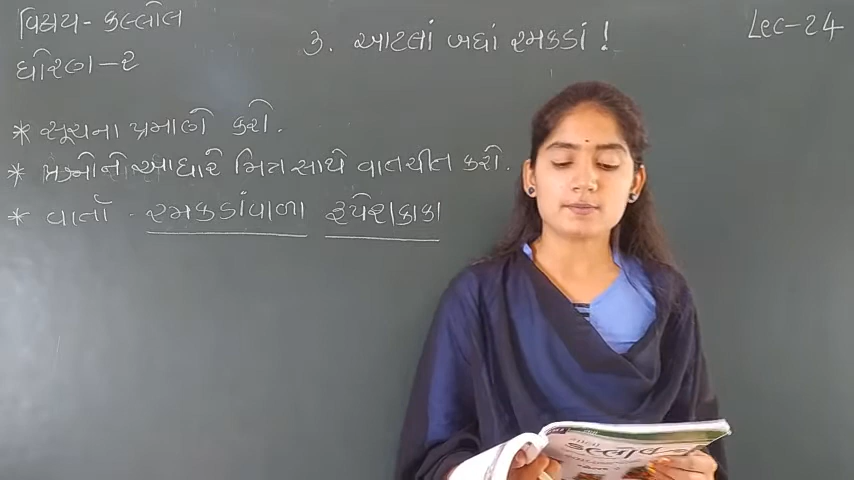 વિષય - કલ્લોલ
ધોરણ - ૨
૩. આટલાં બધાં રમકડાં !
Lec-24
* સૂચના પ્રમાણે કરો.
* પ્રશ્નોને આધારે મિત્ર સાથે વાતચીત કરો.
* વાર્તા - રમકડાંવાળા રૂપેશકાકા
કલ્લોલ